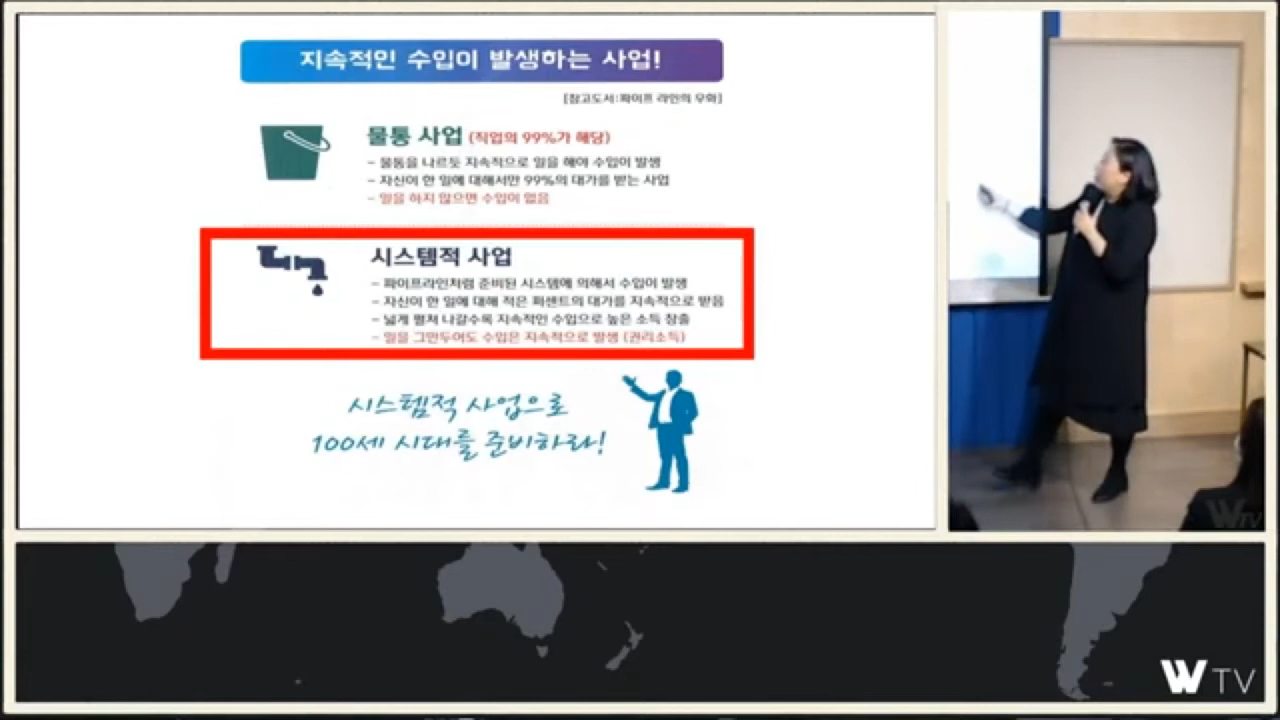 지속적인 수입이 발생하는 사업!
[참고도서:파이프 라인의 우화]
물통 사업 (직업의 99%가 해당)
- 물통을 나르듯 지속적으로 일을 해야 수입이 발생
- 자신이 한 일에 대해서만 99%의 대가를 받는 사업
- 일을 하지 않으면 수입이 없음
시스템적 사업
- 파이프라인처럼 준비된 시스템에 의해서 수입이 발생
- 자신이 한 일에 대해 적은 퍼센트의 대가를 지속적으로 받음
- 넓게 펼쳐 나갈수록 지속적인 수입으로 높은 소득 창출
- 일을 그만두어도 수입은 지속적으로 발생 (권리소득)
시스템적 사업으로
100세 시대를 준비하라!
WTV
W TV